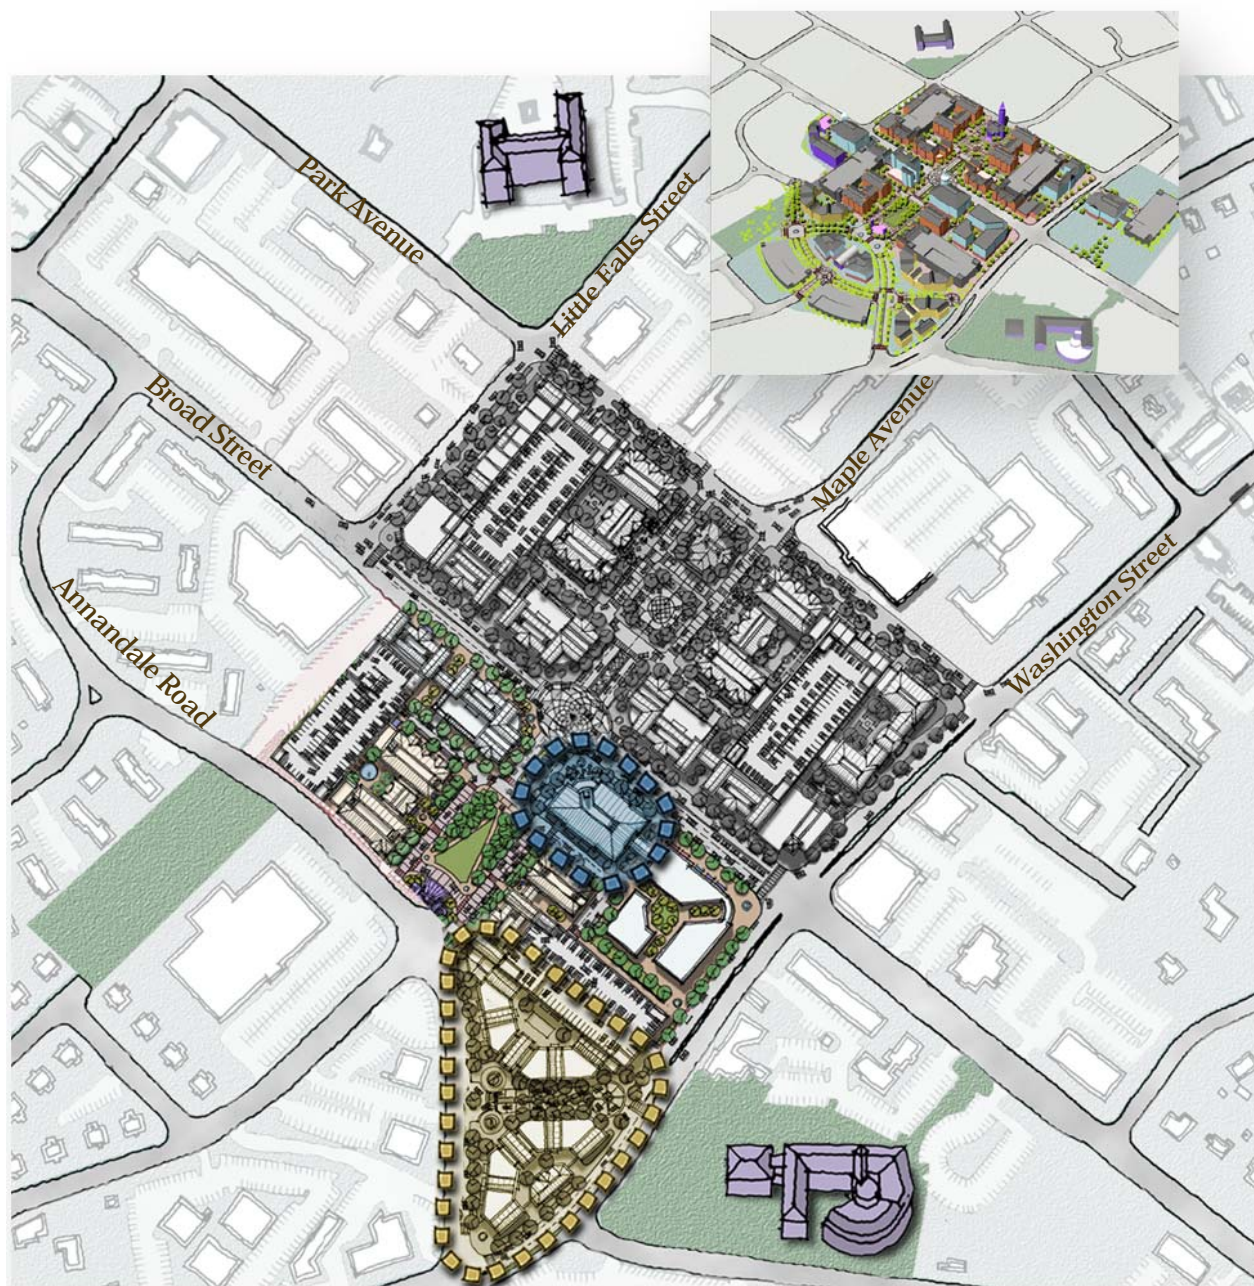 Park Avenue
Little Falls Street
Broad Street
Maple Avenue
Annandale Road
Washington Street